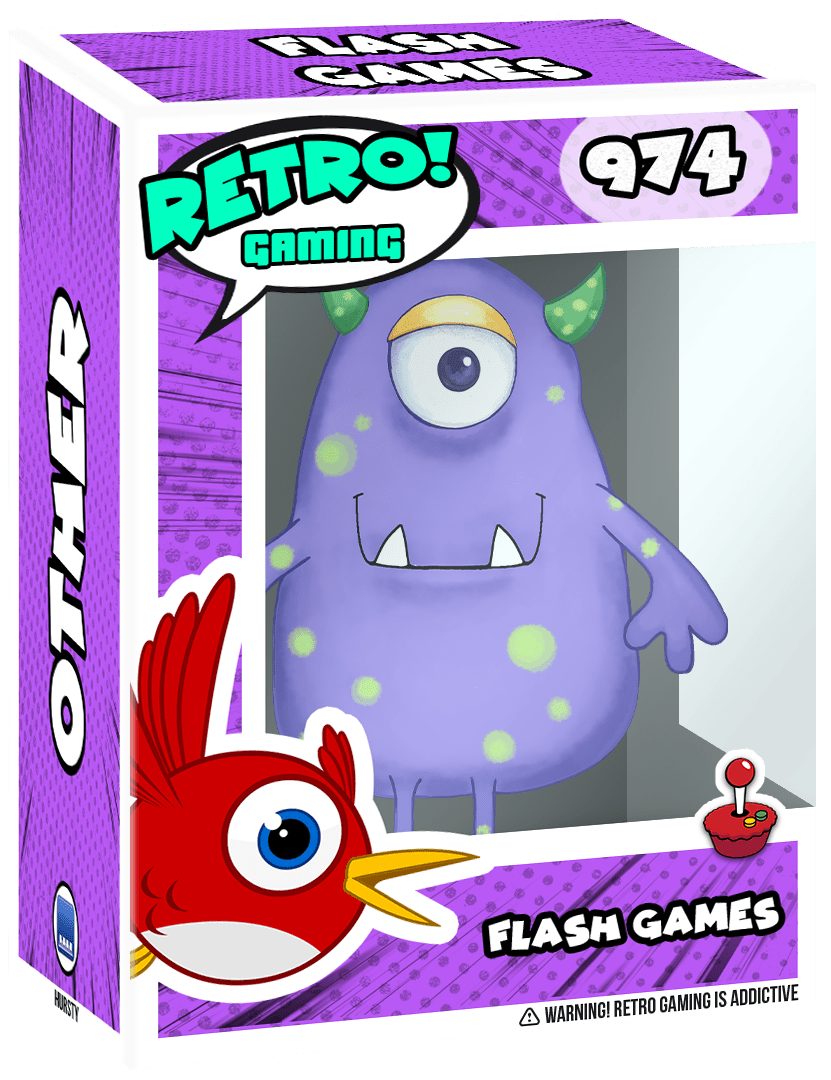 FLASH
GAMES
RETRO!
GAMING
974
OTHER
FLASH GAMES
HURSTY
WARNING! RETRO GAMING IS ADDICTIVE